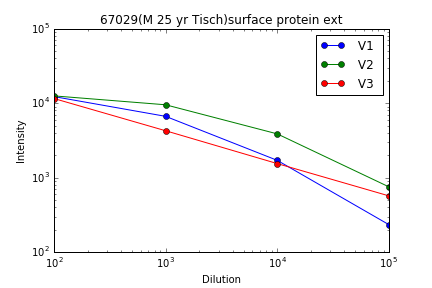 67029(M 25 yr Tisch)surface protein ext
10^5
10^4
10^3
10^2
Intensity
V1
V2
V3
10^2 10^3 10^4 10^5
Dilution